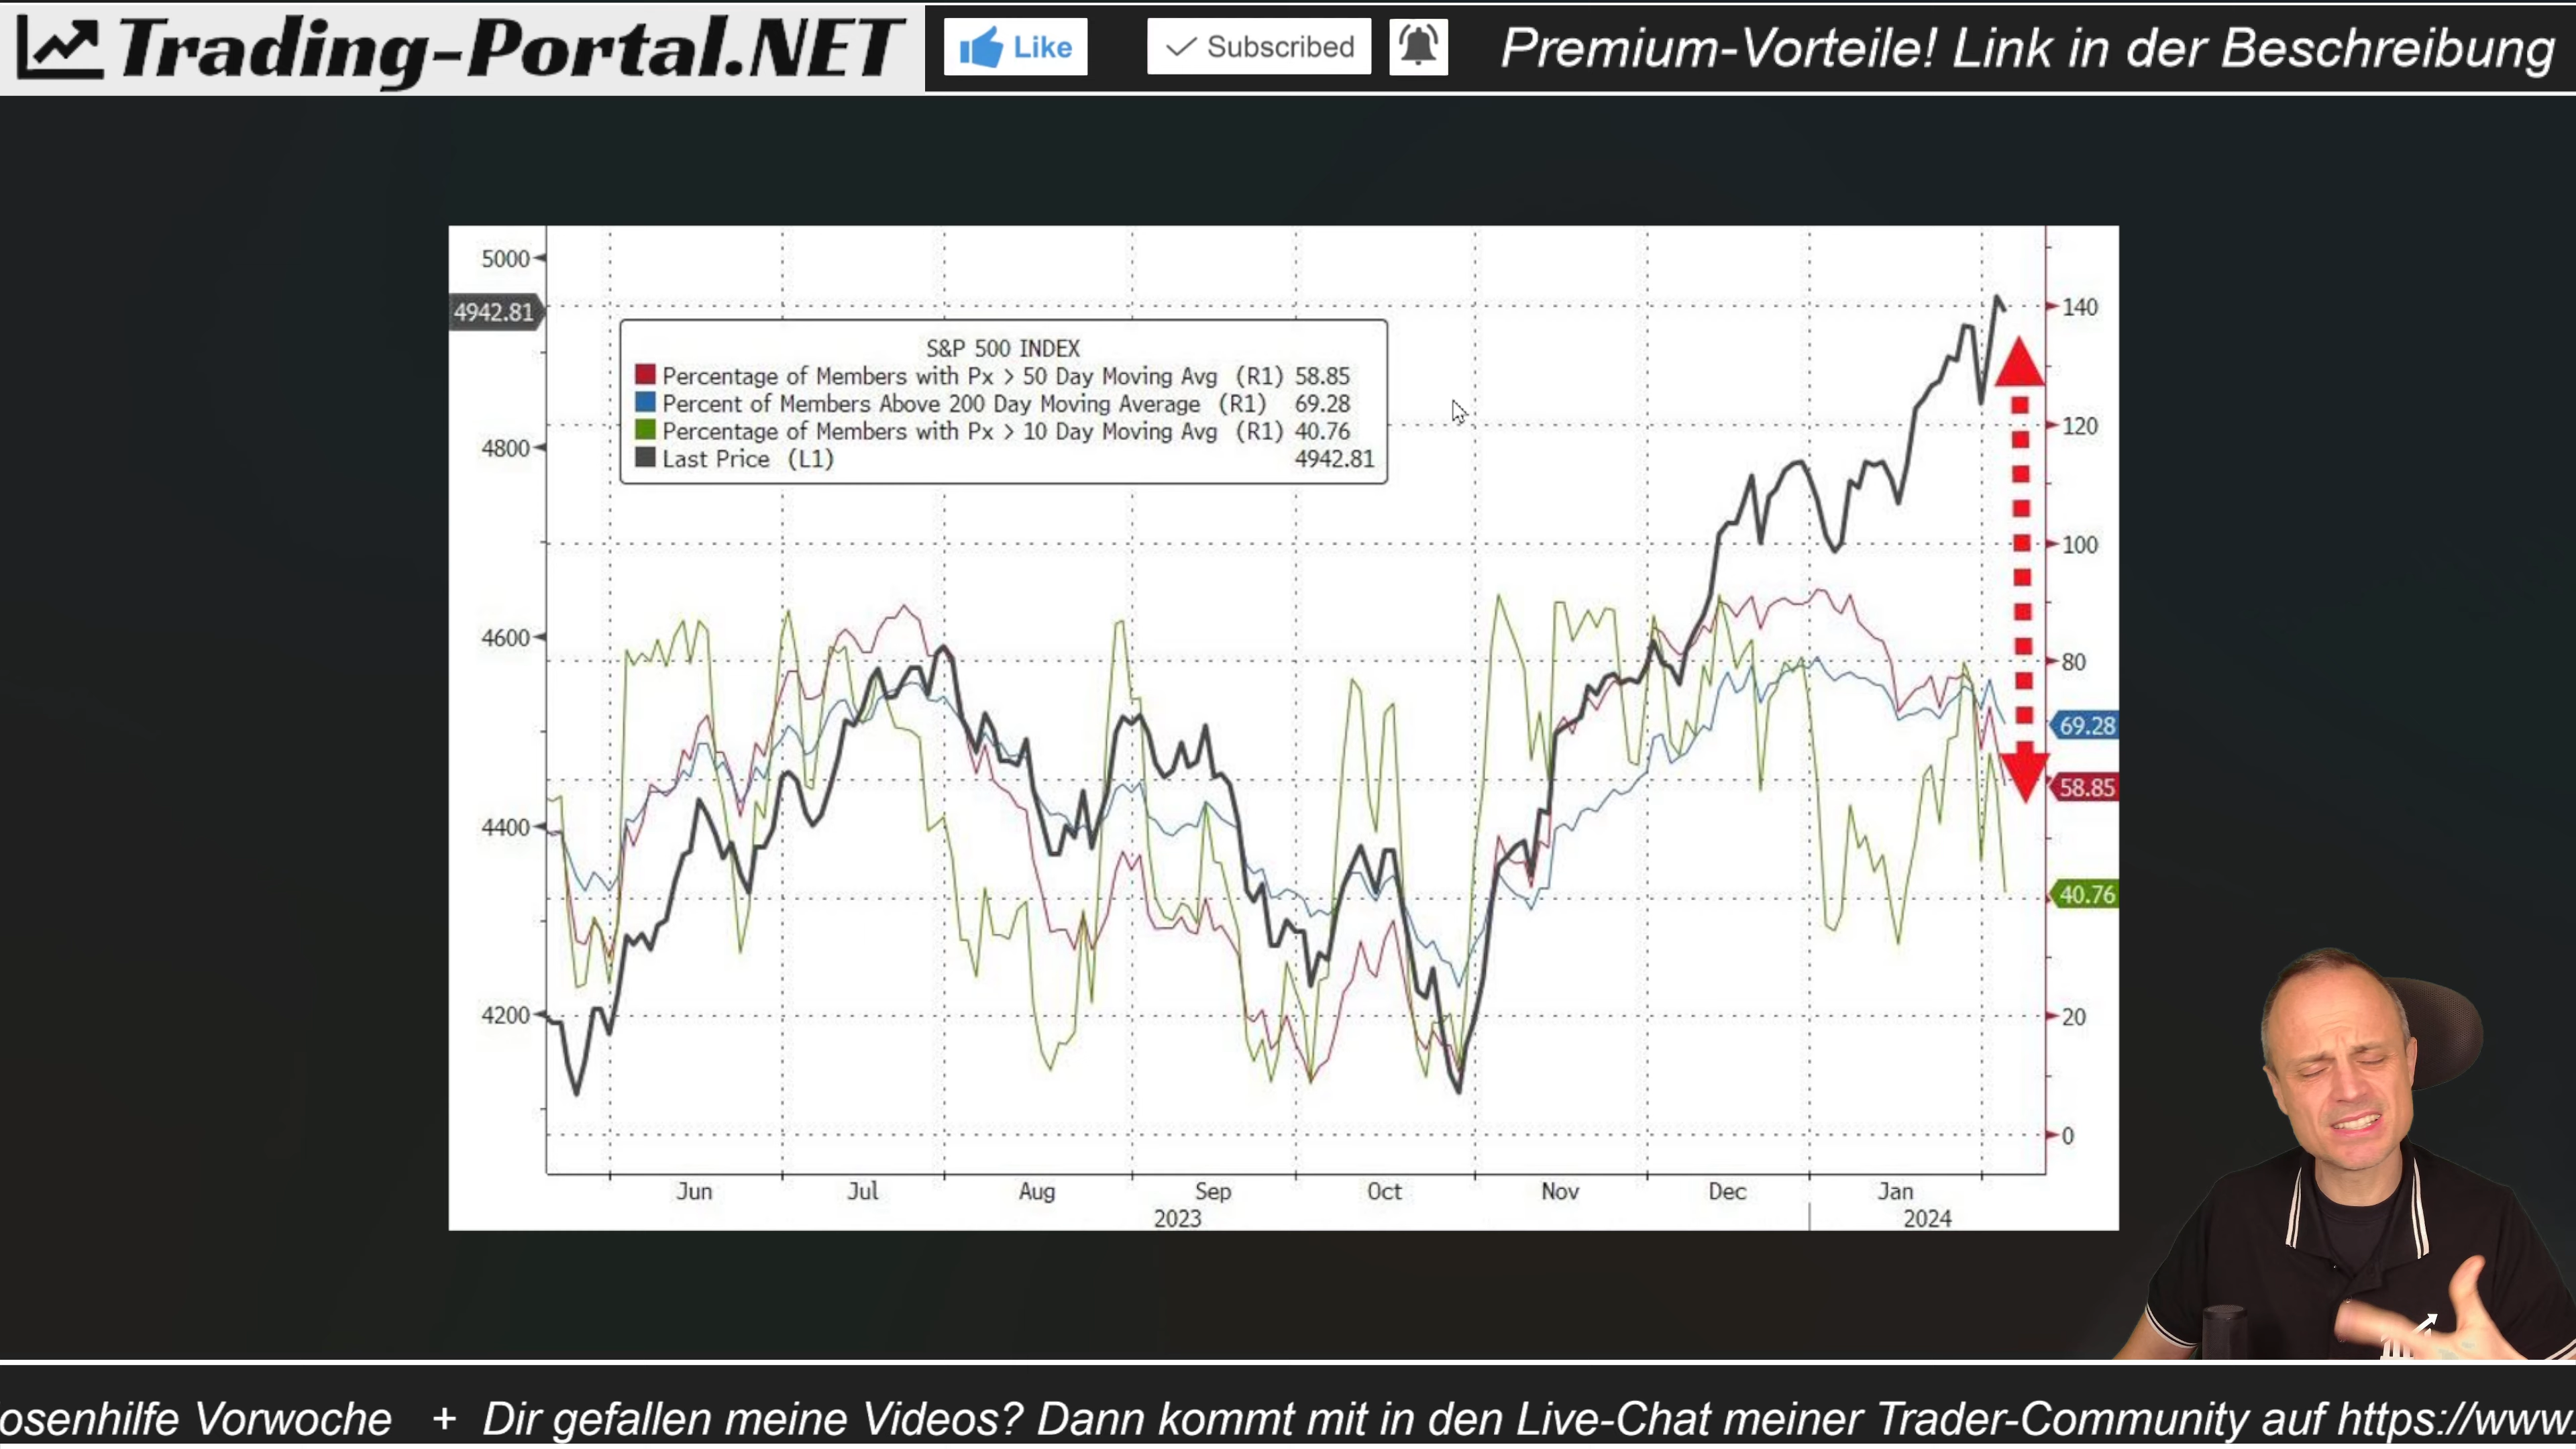 Trading-Portal.NET
Like
Subscribed
Premium-Vorteile! Link in der Beschreibung
5000
4942.81
4800
4600
4400
4200
S&P 500 INDEX
Percentage of Members with Px > 50 Day Moving Avg (R1) 58.85
Percent of Members Above 200 Day Moving Average (R1) 69.28
Percentage of Members with Px > 10 Day Moving Avg (R1) 40.76
Last Price (L1) 4942.81
140
120
100
80
69.28
58.85
40.76
20
0
Jun Jul Aug Sep Oct Nov Dec Jan
2023 2024
osenhilfe Vorwoche + Dir gefallen meine Videos? Dann kommt mit in den Live-Chat meiner Trader-Community auf https://www.